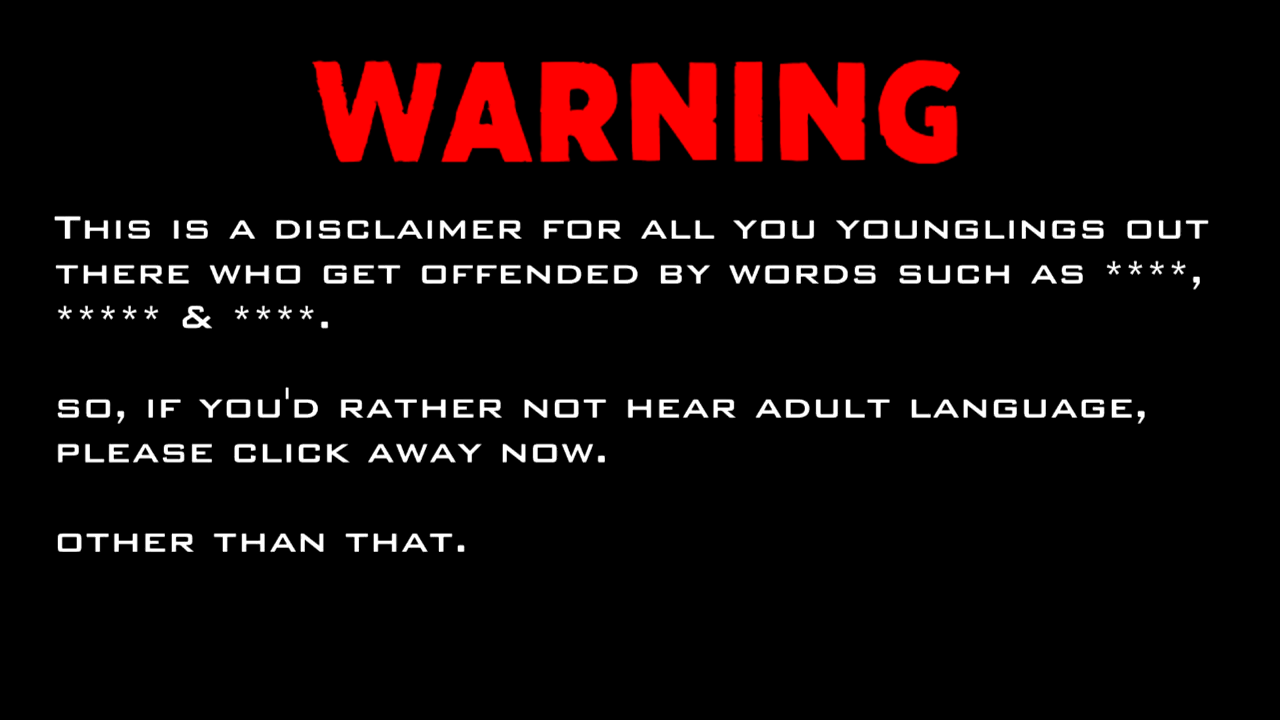 WARNING
This is a disclaimer for all you younglings out
there who get offended by words such as ****,
***** & ****.
so, if you'd rather not hear adult language,
please click away now.
other than that.